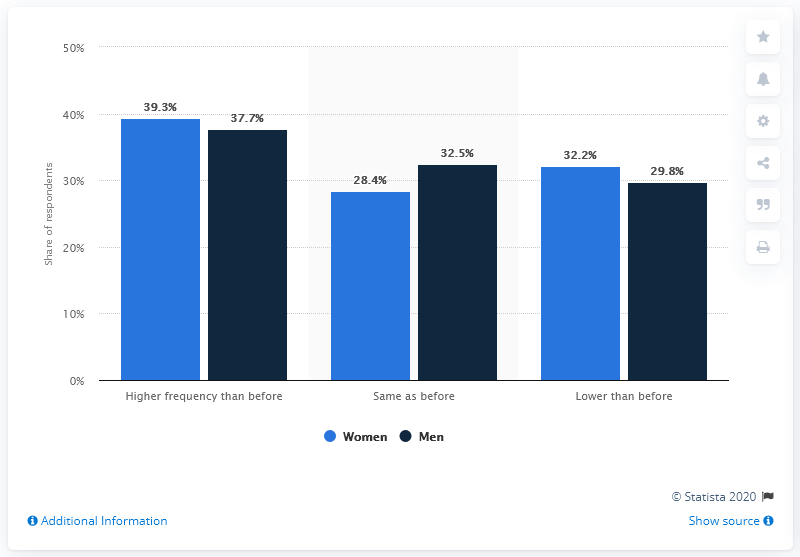 50%
40%
30%
20%
10%
0%
Share of respondents
39.3%
37.7%
28.4%
32.5%
32.2%
29.8%
Higher frequency than before
Same as before
Lower than before
Women
Men
© Statista 2020
Additional Information
Show source